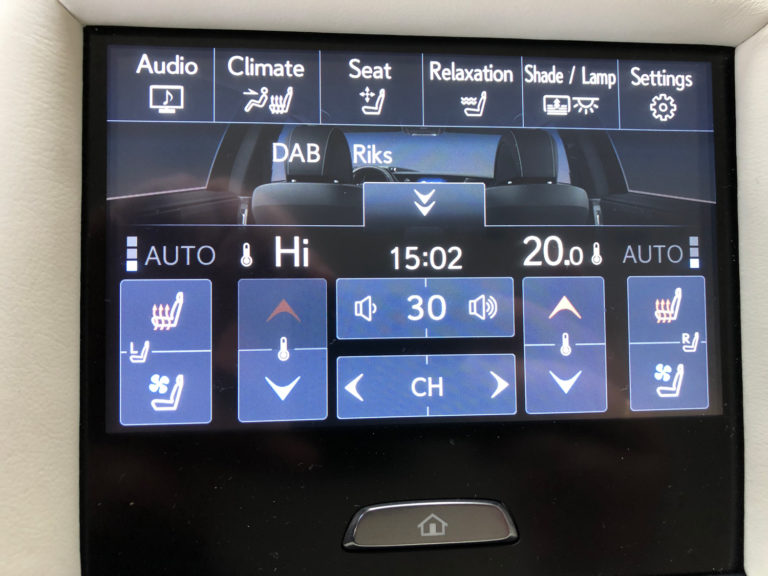 Audio Climate Seat Relaxation Shade / Lamp Settings
DAB Riks
AUTO Hi 15:02 20.0 AUTO
30
L R
CH